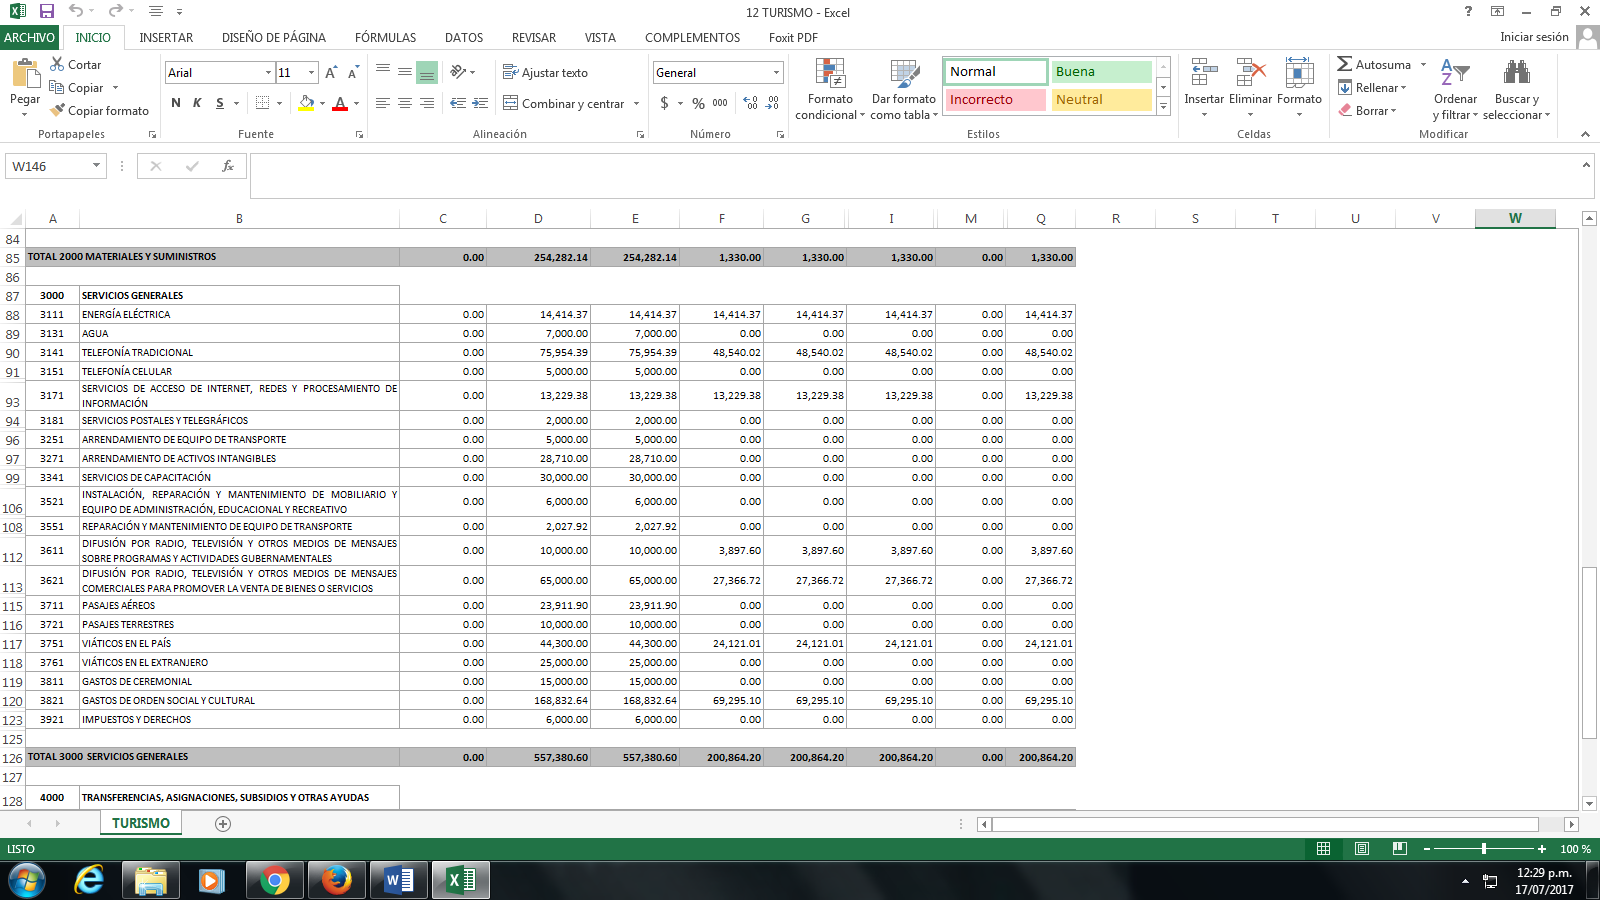 12 TURISMO - Excel
ARCHIVO INICIO INSERTAR DISEÑO DE PÁGINA FÓRMULAS DATOS REVISAR VISTA COMPLEMENTOS Foxit PDF Iniciar sesión
Pegar Cortar Copiar Copiar formato Portapapeles
Arial 11 N K S Fuente
Ajustar texto Combinar y centrar Alineación
General $ % 000 Número
Formato condicional Dar formato como tabla Normal Buena Incorrecto Neutral Estilos
Insertar Eliminar Formato Celdas
Autosuma Rellenar Borrar Ordenar y filtrar Buscar y seleccionar Modificar
W146 fx
A B C D E F G I M Q R S T U V W
84
85 TOTAL 2000 MATERIALES Y SUMINISTROS 0.00 254,282.14 254,282.14 1,330.00 1,330.00 1,330.00 0.00 1,330.00
86
87 3000 SERVICIOS GENERALES
88 3111 ENERGÍA ELÉCTRICA 0.00 14,414.37 14,414.37 14,414.37 14,414.37 14,414.37 0.00 14,414.37
89 3131 AGUA 0.00 7,000.00 7,000.00 0.00 0.00 0.00 0.00 0.00
90 3141 TELEFONÍA TRADICIONAL 0.00 75,954.39 75,954.39 48,540.02 48,540.02 48,540.02 0.00 48,540.02
91 3151 TELEFONÍA CELULAR 0.00 5,000.00 5,000.00 0.00 0.00 0.00 0.00 0.00
93 3171 SERVICIOS DE ACCESO DE INTERNET, REDES Y PROCESAMIENTO DE
INFORMACIÓN 0.00 13,229.38 13,229.38 13,229.38 13,229.38 13,229.38 0.00 13,229.38
94 3181 SERVICIOS POSTALES Y TELEGRÁFICOS 0.00 2,000.00 2,000.00 0.00 0.00 0.00 0.00 0.00
96 3251 ARRENDAMIENTO DE EQUIPO DE TRANSPORTE 0.00 5,000.00 5,000.00 0.00 0.00 0.00 0.00 0.00
97 3271 ARRENDAMIENTO DE ACTIVOS INTANGIBLES 0.00 28,710.00 28,710.00 0.00 0.00 0.00 0.00 0.00
99 3341 SERVICIOS DE CAPACITACIÓN 0.00 30,000.00 30,000.00 0.00 0.00 0.00 0.00 0.00
106 3521 INSTALACIÓN, REPARACIÓN Y MANTENIMIENTO DE MOBILIARIO Y
EQUIPO DE ADMINISTRACIÓN, EDUCACIONAL Y RECREATIVO 0.00 6,000.00 6,000.00 0.00 0.00 0.00 0.00 0.00
108 3551 REPARACIÓN Y MANTENIMIENTO DE EQUIPO DE TRANSPORTE 0.00 2,027.92 2,027.92 0.00 0.00 0.00 0.00 0.00
112 3611 DIFUSIÓN POR RADIO, TELEVISIÓN Y OTROS MEDIOS DE MENSAJES
SOBRE PROGRAMAS Y ACTIVIDADES GUBERNAMENTALES 0.00 10,000.00 10,000.00 3,897.60 3,897.60 3,897.60 0.00 3,897.60
113 3621 DIFUSIÓN POR RADIO, TELEVISIÓN Y OTROS MEDIOS DE MENSAJES
COMERCIALES PARA PROMOVER LA VENTA DE BIENES O SERVICIOS 0.00 65,000.00 65,000.00 27,366.72 27,366.72 27,366.72 0.00 27,366.72
115 3711 PASAJES AÉREOS 0.00 23,911.90 23,911.90 0.00 0.00 0.00 0.00 0.00
116 3721 PASAJES TERRESTRES 0.00 10,000.00 10,000.00 0.00 0.00 0.00 0.00 0.00
117 3751 VIÁTICOS EN EL PAÍS 0.00 44,300.00 44,300.00 24,121.01 24,121.01 24,121.01 0.00 24,121.01
118 3761 VIÁTICOS EN EL EXTRANJERO 0.00 25,000.00 25,000.00 0.00 0.00 0.00 0.00 0.00
119 3811 GASTOS DE CEREMONIAL 0.00 15,000.00 15,000.00 0.00 0.00 0.00 0.00 0.00
120 3821 GASTOS DE ORDEN SOCIAL Y CULTURAL 0.00 168,832.64 168,832.64 69,295.10 69,295.10 69,295.10 0.00 69,295.10
123 3921 IMPUESTOS Y DERECHOS 0.00 6,000.00 6,000.00 0.00 0.00 0.00 0.00 0.00
125
126 TOTAL 3000 SERVICIOS GENERALES 0.00 557,380.60 557,380.60 200,864.20 200,864.20 200,864.20 0.00 200,864.20
127
128 4000 TRANSFERENCIAS, ASIGNACIONES, SUBSIDIOS Y OTRAS AYUDAS
TURISMO
LISTO 100 %
12:29 p.m.
17/07/2017